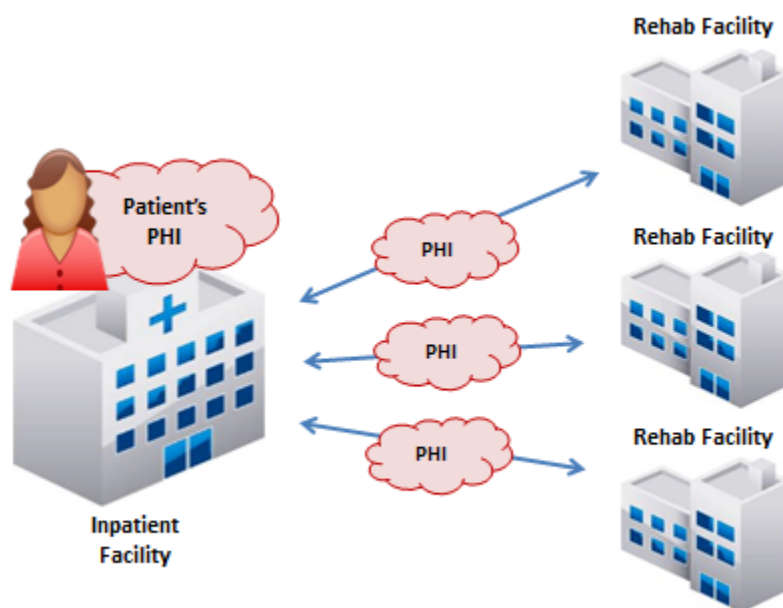 Rehab Facility
Patient's
PHI
PHI
Rehab Facility
PHI
Rehab Facility
PHI
Inpatient
Facility